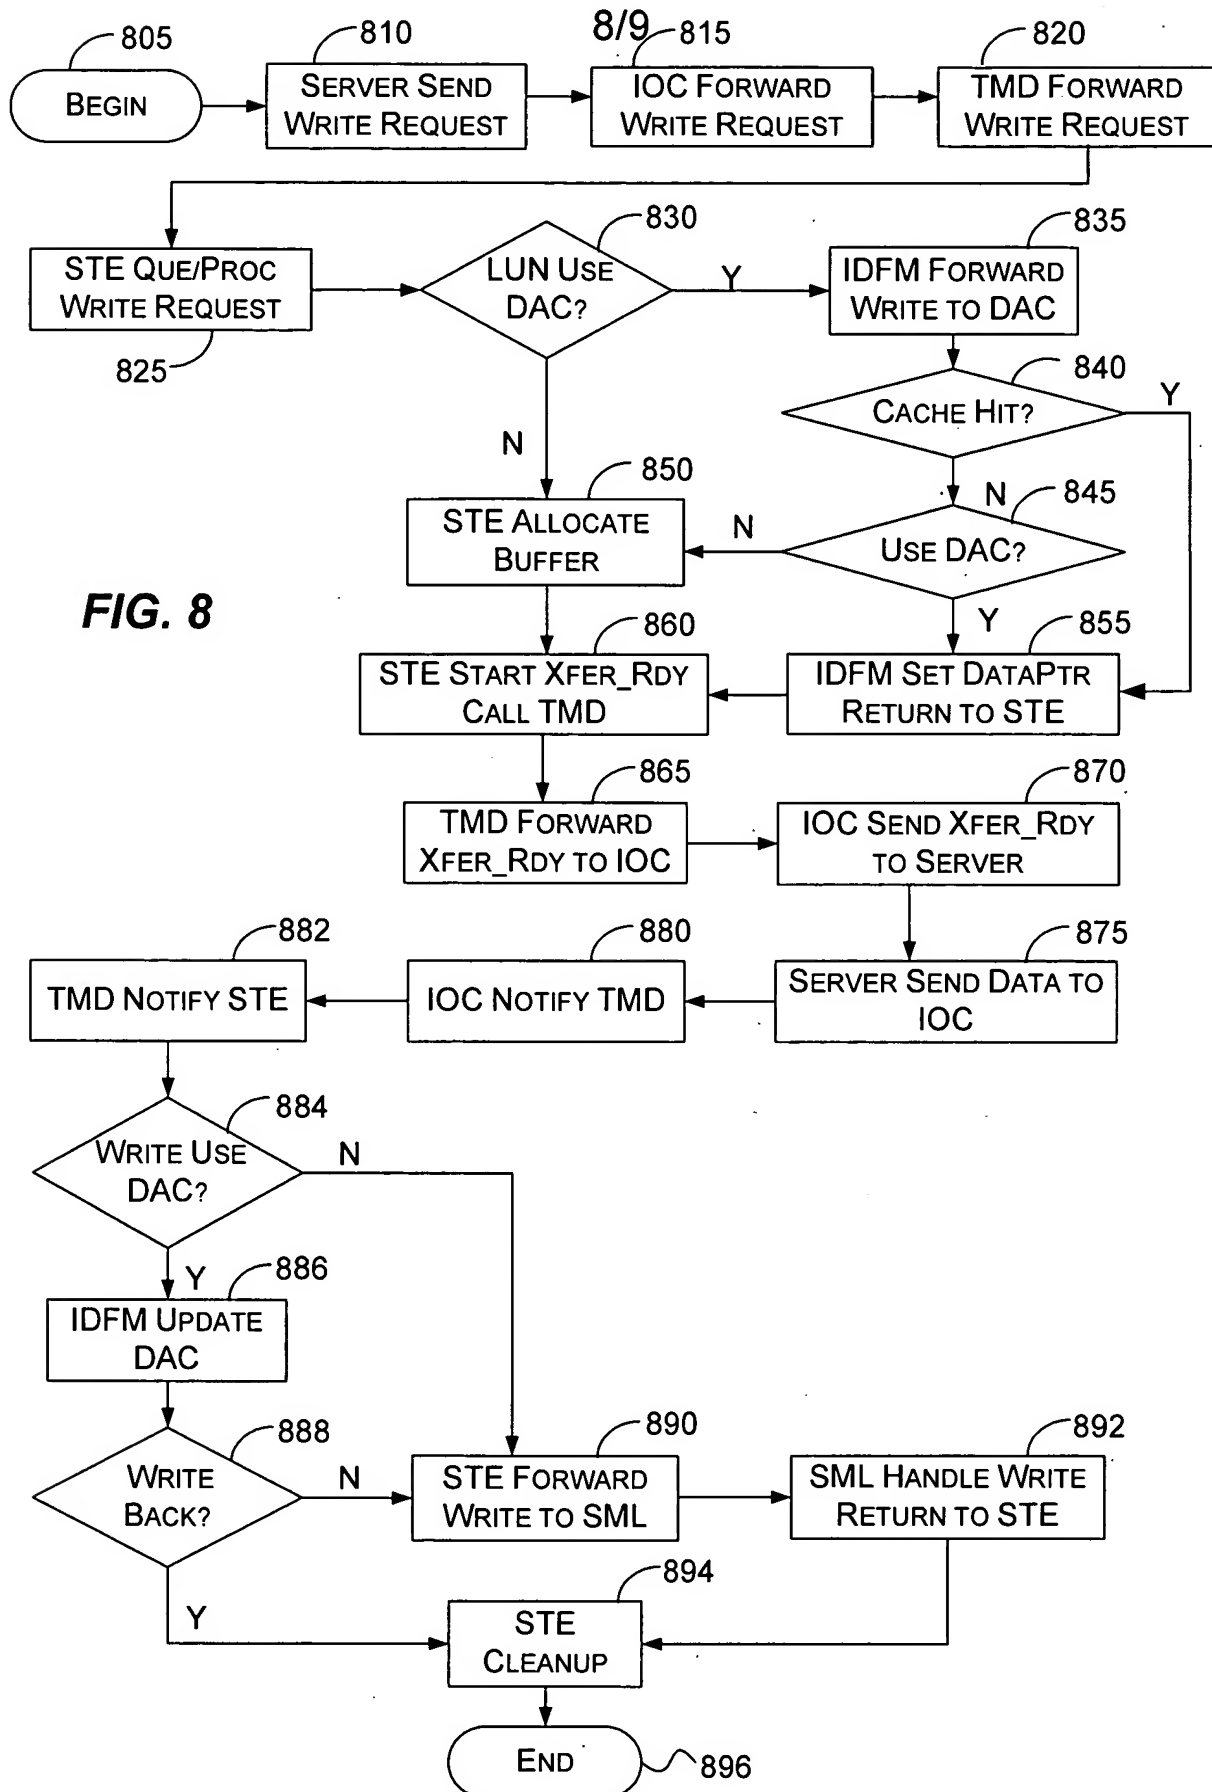 8/9
805
BEGIN
810
SERVER SEND
WRITE REQUEST
815
IOC FORWARD
WRITE REQUEST
820
TMD FORWARD
WRITE REQUEST
STE QUE/PROC
WRITE REQUEST
825
830
LUN USE
DAC?
Y
N
835
IDFM FORWARD
WRITE TO DAC
840
CACHE HIT?
Y
N
845
USE DAC?
N
Y
850
STE ALLOCATE
BUFFER
FIG. 8
855
IDFM SET DATAPTR
RETURN TO STE
860
STE START XFER_RDY
CALL TMD
865
TMD FORWARD
XFER_RDY TO IOC
870
IOC SEND XFER_RDY
TO SERVER
875
SERVER SEND DATA TO
IOC
880
IOC NOTIFY TMD
882
TMD NOTIFY STE
884
WRITE USE
DAC?
N
Y
886
IDFM UPDATE
DAC
888
WRITE
BACK?
N
Y
890
STE FORWARD
WRITE TO SML
892
SML HANDLE WRITE
RETURN TO STE
894
STE
CLEANUP
END
896